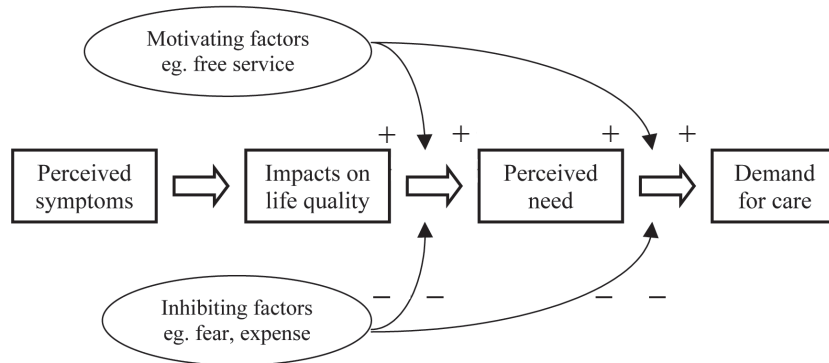 Motivating factors
eg. free service
+ + + +
Perceived
symptoms
Impacts on
life quality
Perceived
need
Demand
for care
Inhibiting factors
eg. fear, expense
− − − −